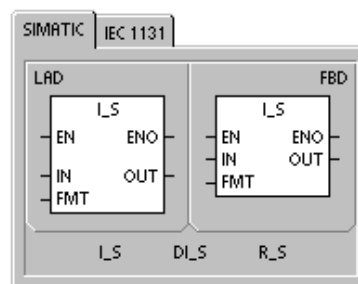 SIMATIC IEC 1131
LAD FBD
I_S I_S
EN ENO EN ENO
IN OUT IN OUT
FMT FMT
I_S DI_S R_S